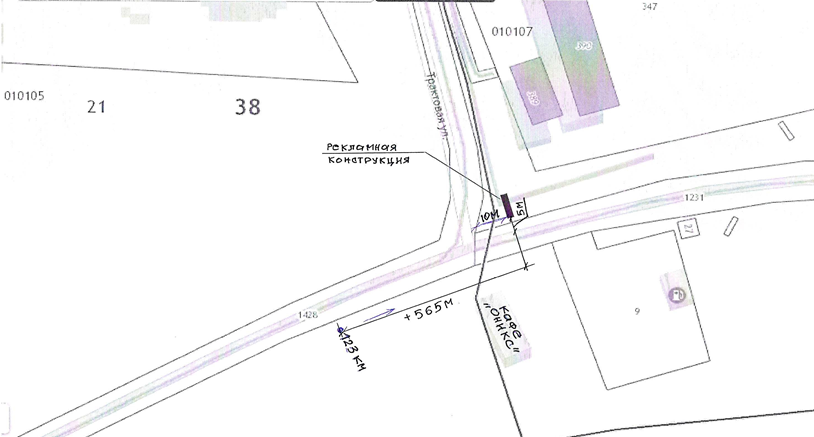 347
010107
010105
21
38
Трактовая ул.
РЕКЛАМНАЯ
КОНСТРУКЦИЯ
10М
5М
1231
27
1428
+565М
123 КМ
КАФЕ
"ОНИКС"
9